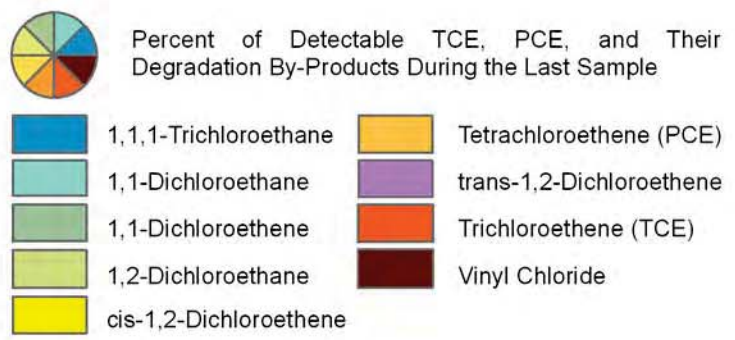 Percent of Detectable TCE, PCE, and Their
Degradation By-Products During the Last Sample
1,1,1-Trichloroethane
1,1-Dichloroethane
1,1-Dichloroethene
1,2-Dichloroethane
cis-1,2-Dichloroethene
Tetrachloroethene (PCE)
trans-1,2-Dichloroethene
Trichloroethene (TCE)
Vinyl Chloride